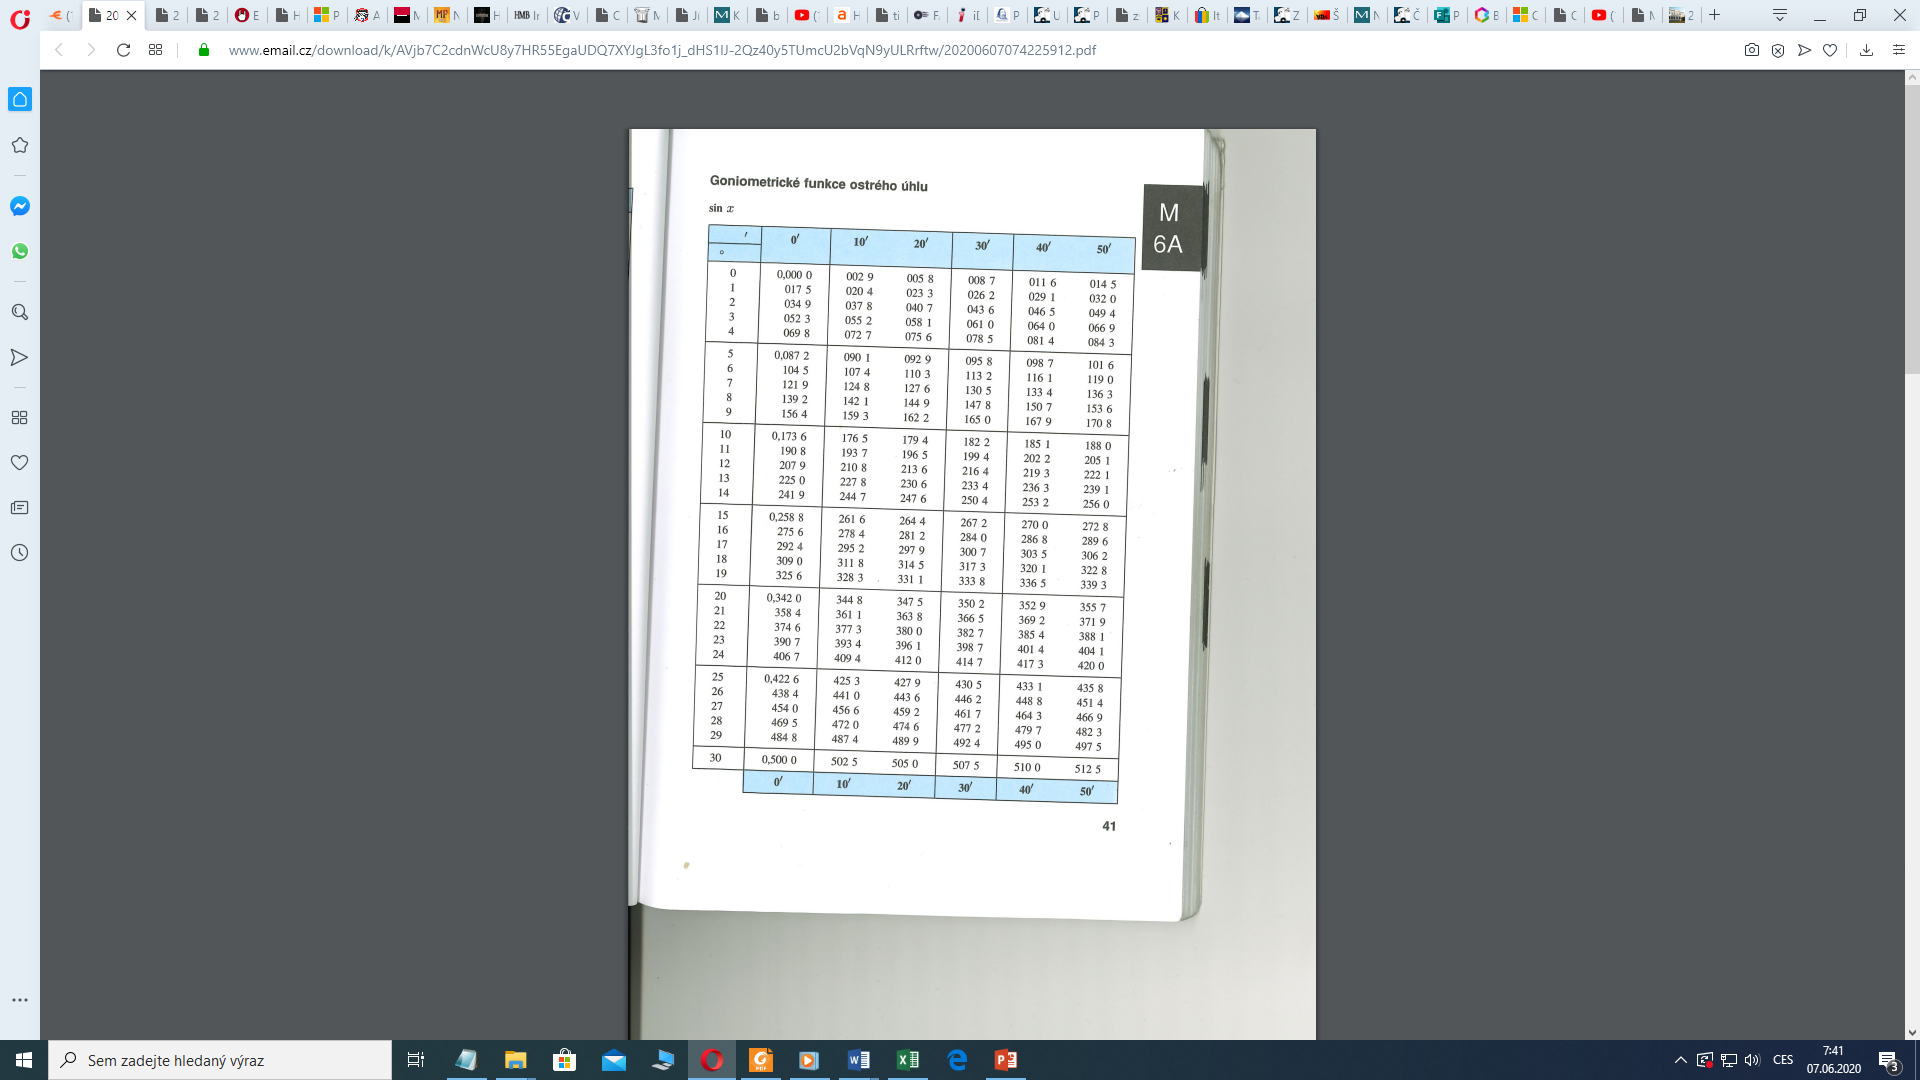 www.email.cz/download/k/AVjb7C2cdnWcU8y7HR55EgaUDQ7XYJgL3fo1j_dHS1IJ-2Qz40y5TUmcU2bVqN9yULRrftw/20200607074225912.pdf
Goniometrické funkce ostrého úhlu
sin x
M
6A
′ 0′ 10′ 20′ 30′ 40′ 50′
°
0 0,000 0 002 9 005 8 008 7 011 6 014 5
1 017 5 020 4 023 3 026 2 029 1 032 0
2 034 9 037 8 040 7 043 6 046 5 049 4
3 052 3 055 2 058 1 061 0 064 0 066 9
4 069 8 072 7 075 6 078 5 081 4 084 3
5 0,087 2 090 1 092 9 095 8 098 7 101 6
6 104 5 107 4 110 3 113 2 116 1 119 0
7 121 9 124 8 127 6 130 5 133 4 136 3
8 139 2 142 1 144 9 147 8 150 7 153 6
9 156 4 159 3 162 2 165 0 167 9 170 8
10 0,173 6 176 5 179 4 182 2 185 1 188 0
11 190 8 193 7 196 5 199 4 202 2 205 1
12 207 9 210 8 213 6 216 4 219 3 222 1
13 225 0 227 8 230 6 233 4 236 3 239 1
14 241 9 244 7 247 6 250 4 253 2 256 0
15 0,258 8 261 6 264 4 267 2 270 0 272 8
16 275 6 278 4 281 2 284 0 286 8 289 6
17 292 4 295 2 297 9 300 7 303 5 306 2
18 309 0 311 8 314 5 317 3 320 1 322 8
19 325 6 328 3 331 1 333 8 336 5 339 3
20 0,342 0 344 8 347 5 350 2 352 9 355 7
21 358 4 361 1 363 8 366 5 369 2 371 9
22 374 6 377 3 380 0 382 7 385 4 388 1
23 390 7 393 4 396 1 398 7 401 4 404 1
24 406 7 409 4 412 0 414 7 417 3 420 0
25 0,422 6 425 3 427 9 430 5 433 1 435 8
26 438 4 441 0 443 6 446 2 448 8 451 4
27 454 0 456 6 459 2 461 7 464 3 466 9
28 469 5 472 0 474 6 477 2 479 7 482 3
29 484 8 487 4 489 9 492 4 495 0 497 5
30 0,500 0 502 5 505 0 507 5 510 0 512 5
0′ 10′ 20′ 30′ 40′ 50′
41
Sem zadejte hledaný výraz
CES
7:41
07.06.2020
3